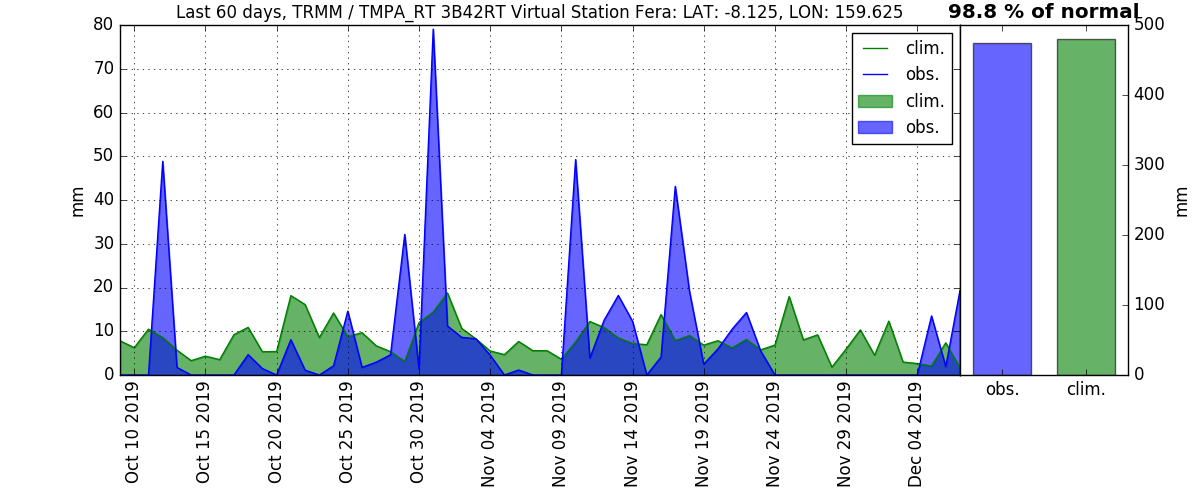 Last 60 days, TRMM / TMPA_RT 3B42RT Virtual Station Fera: LAT: -8.125, LON: 159.625
98.8 % of normal
80
70
60
50
40
30
20
10
0
mm
clim.
obs.
clim.
obs.
Oct 10 2019
Oct 15 2019
Oct 20 2019
Oct 25 2019
Oct 30 2019
Nov 04 2019
Nov 09 2019
Nov 14 2019
Nov 19 2019
Nov 24 2019
Nov 29 2019
Dec 04 2019
500
400
300
200
100
0
mm
obs.
clim.